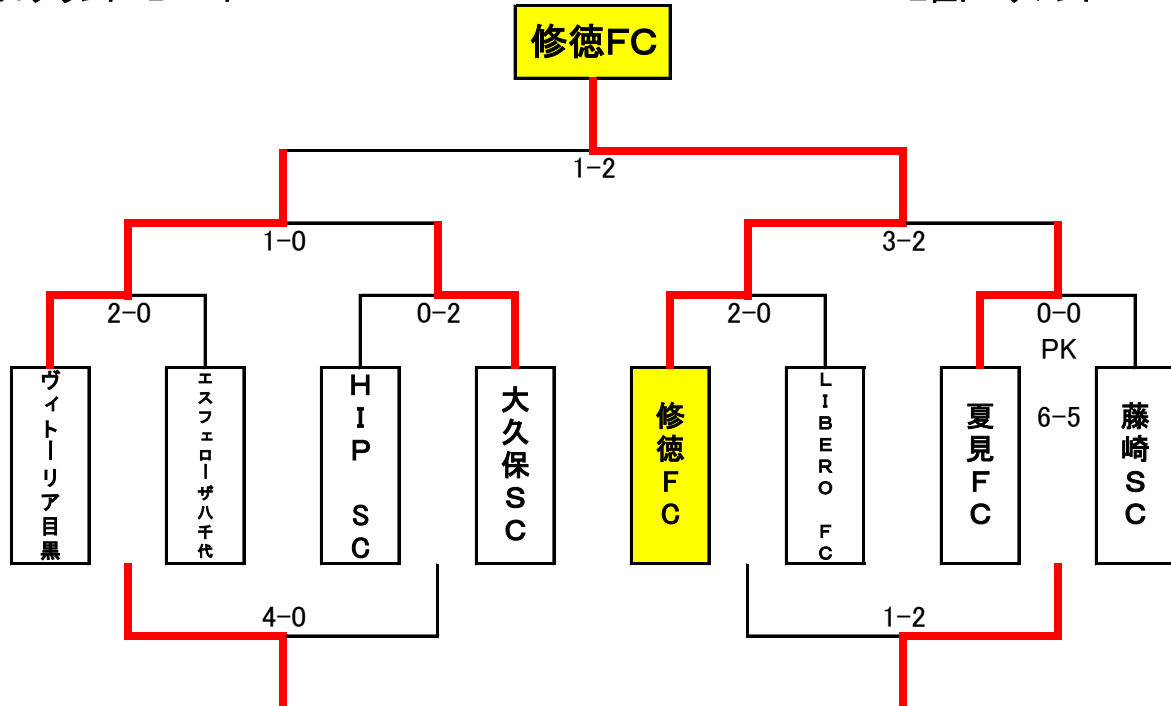 修徳FC
1-2
1-0
3-2
2-0
0-2
2-0
0-0
PK
6-5
ヴィトーリア目黒
エスフェローザ八千代
HIP SC
大久保SC
修徳FC
LIBERO FC
夏見FC
藤崎SC
4-0
1-2